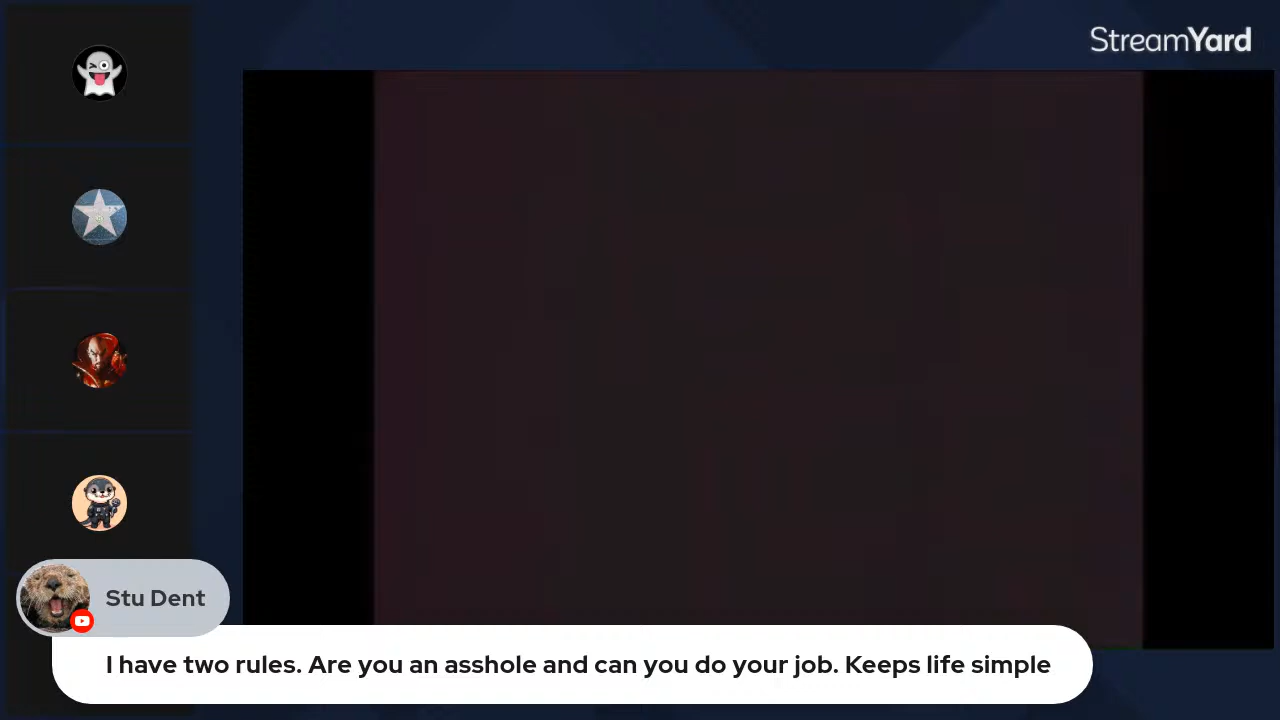 StreamYard
Stu Dent
I have two rules. Are you an asshole and can you do your job. Keeps life simple